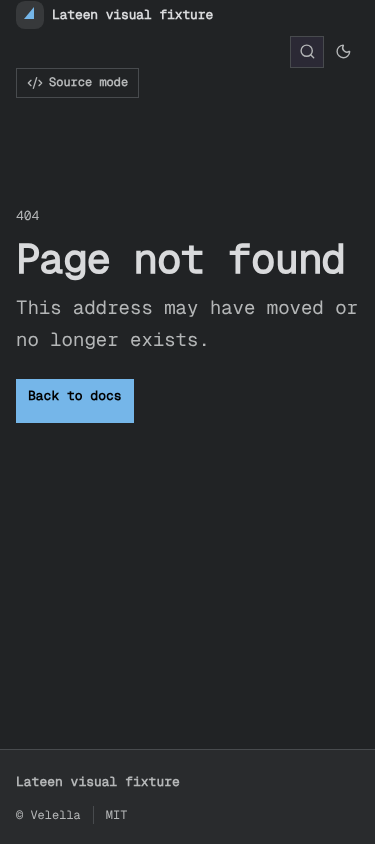 Lateen visual fixture
</> Source mode
404
Page not found
This address may have moved or
no longer exists.
Back to docs
Lateen visual fixture
© Velella MIT